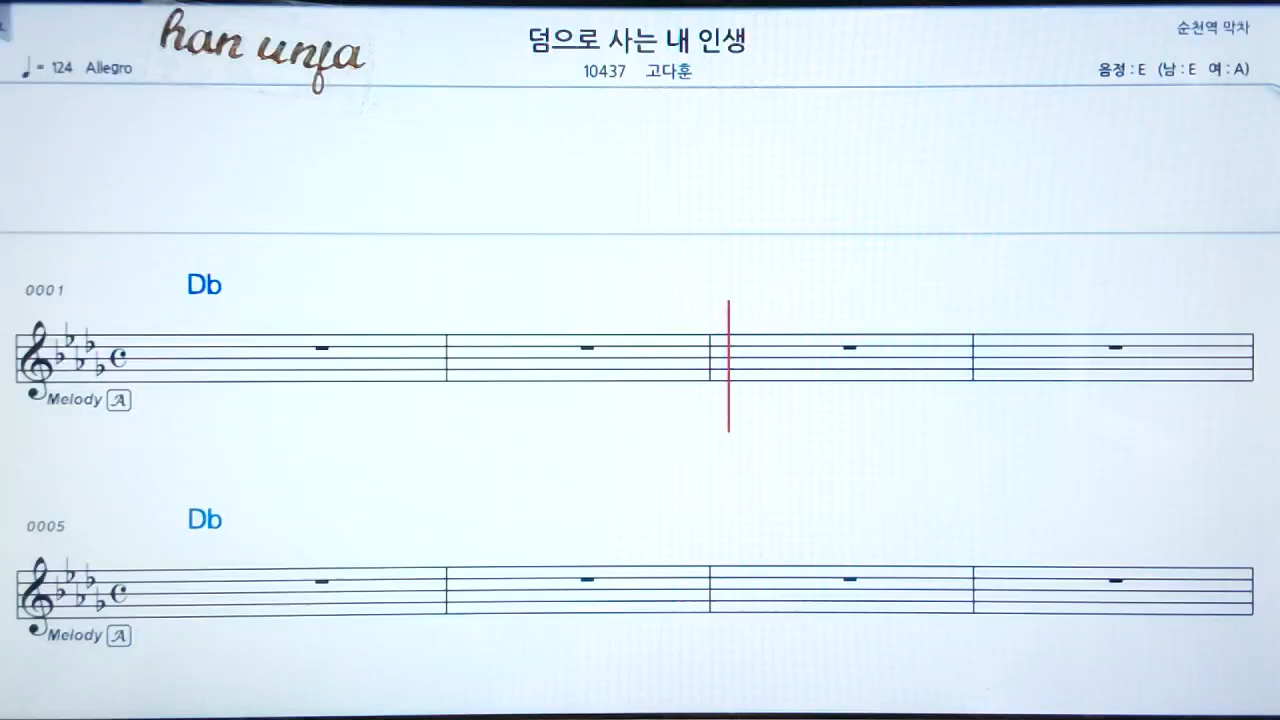 han unfa
덤으로 사는 내 인생
순천역 막차
♩= 124 Allegro
10437 고다훈
음정 : E (남 : E 여 : A)
0001
Db
Melody A
0005
Db
Melody A